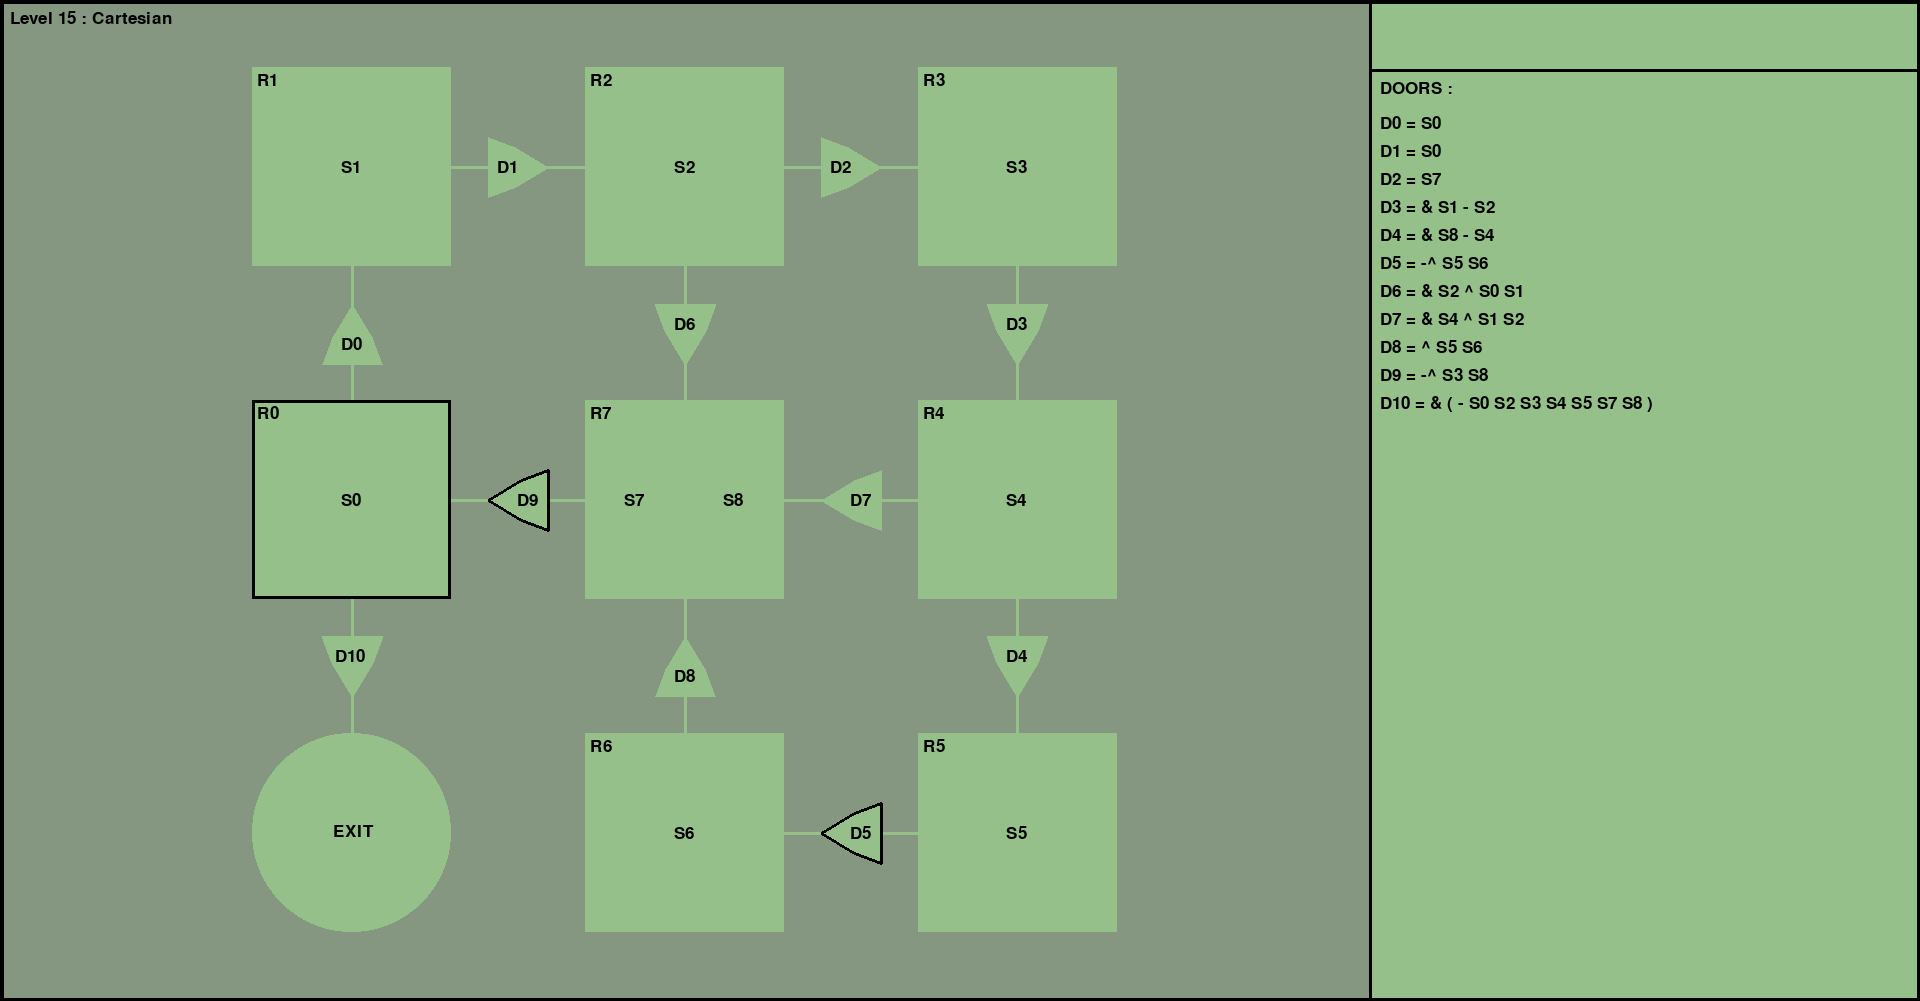 Level 15 : Cartesian
R1
S1
D1
R2
S2
D2
R3
S3
D0
D6
D3
R0
S0
D9
R7
S7 S8
D7
R4
S4
D10
D8
D4
EXIT
R6
S6
D5
R5
S5
DOORS :
D0 = S0
D1 = S0
D2 = S7
D3 = & S1 - S2
D4 = & S8 - S4
D5 = -^ S5 S6
D6 = & S2 ^ S0 S1
D7 = & S4 ^ S1 S2
D8 = ^ S5 S6
D9 = -^ S3 S8
D10 = & ( - S0 S2 S3 S4 S5 S7 S8 )